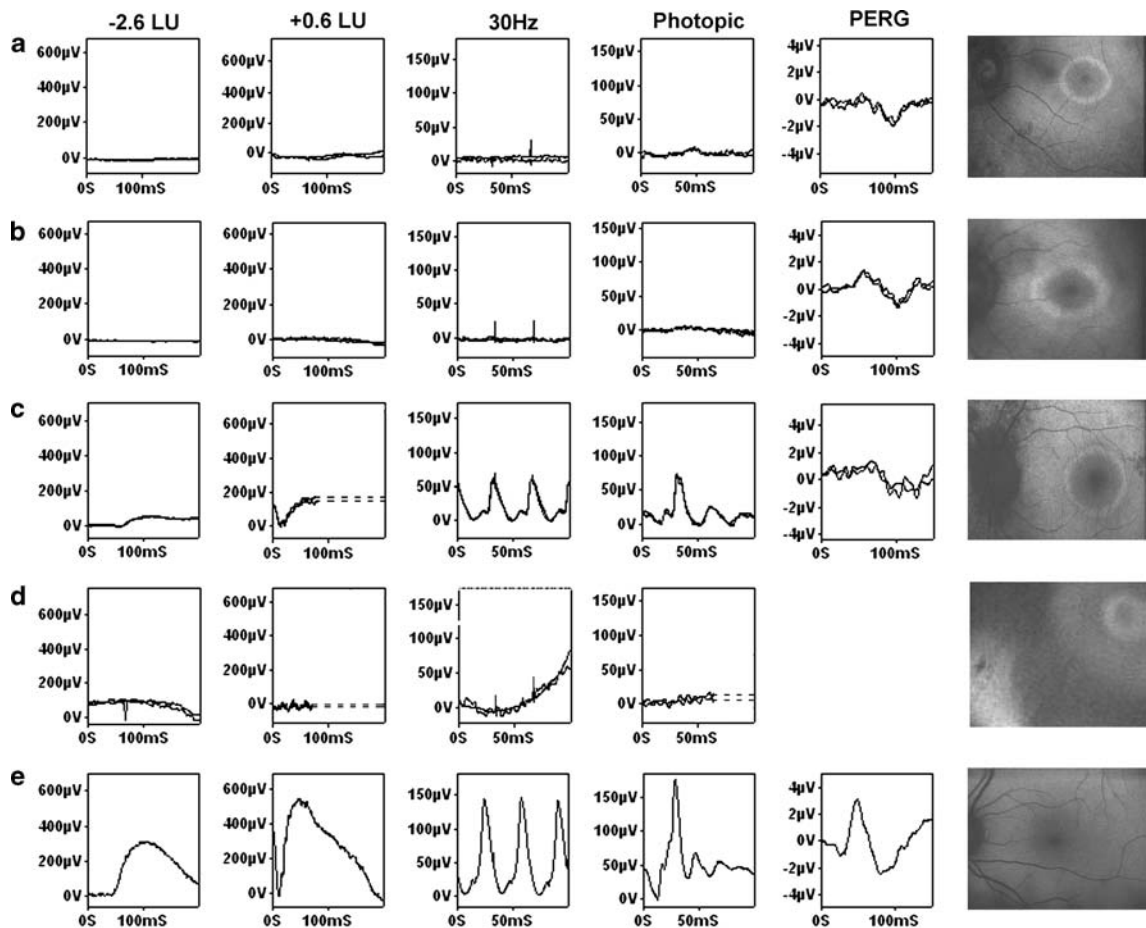 -2.6 LU +0.6 LU 30Hz Photopic PERG
a
600µV 600µV 150µV 150µV 4µV
400µV 400µV 100µV 100µV 2µV
200µV 200µV 50µV 50µV 0V
-2µV
0V 0V 0V 0V -4µV
0S 100mS 0S 100mS 0S 50mS 0S 50mS 0S 100mS
b
600µV 600µV 150µV 150µV 4µV
400µV 400µV 100µV 100µV 2µV
200µV 200µV 50µV 50µV 0V
-2µV
0V 0V 0V 0V -4µV
0S 100mS 0S 100mS 0S 50mS 0S 50mS 0S 100mS
c
600µV 600µV 150µV 150µV 4µV
400µV 400µV 100µV 100µV 2µV
200µV 200µV 50µV 50µV 0V
-2µV
0V 0V 0V 0V -4µV
0S 100mS 0S 100mS 0S 50mS 0S 50mS 0S 100mS
d
600µV 600µV 150µV 150µV
400µV 400µV 100µV 100µV
200µV 200µV 50µV 50µV
0V 0V 0V 0V
0S 100mS 0S 100mS 0S 50mS 0S 50mS
e
600µV 600µV 150µV 150µV 4µV
400µV 400µV 100µV 100µV 2µV
200µV 200µV 50µV 50µV 0V
-2µV
0V 0V 0V 0V -4µV
0S 100mS 0S 100mS 0S 50mS 0S 50mS 0S 100mS